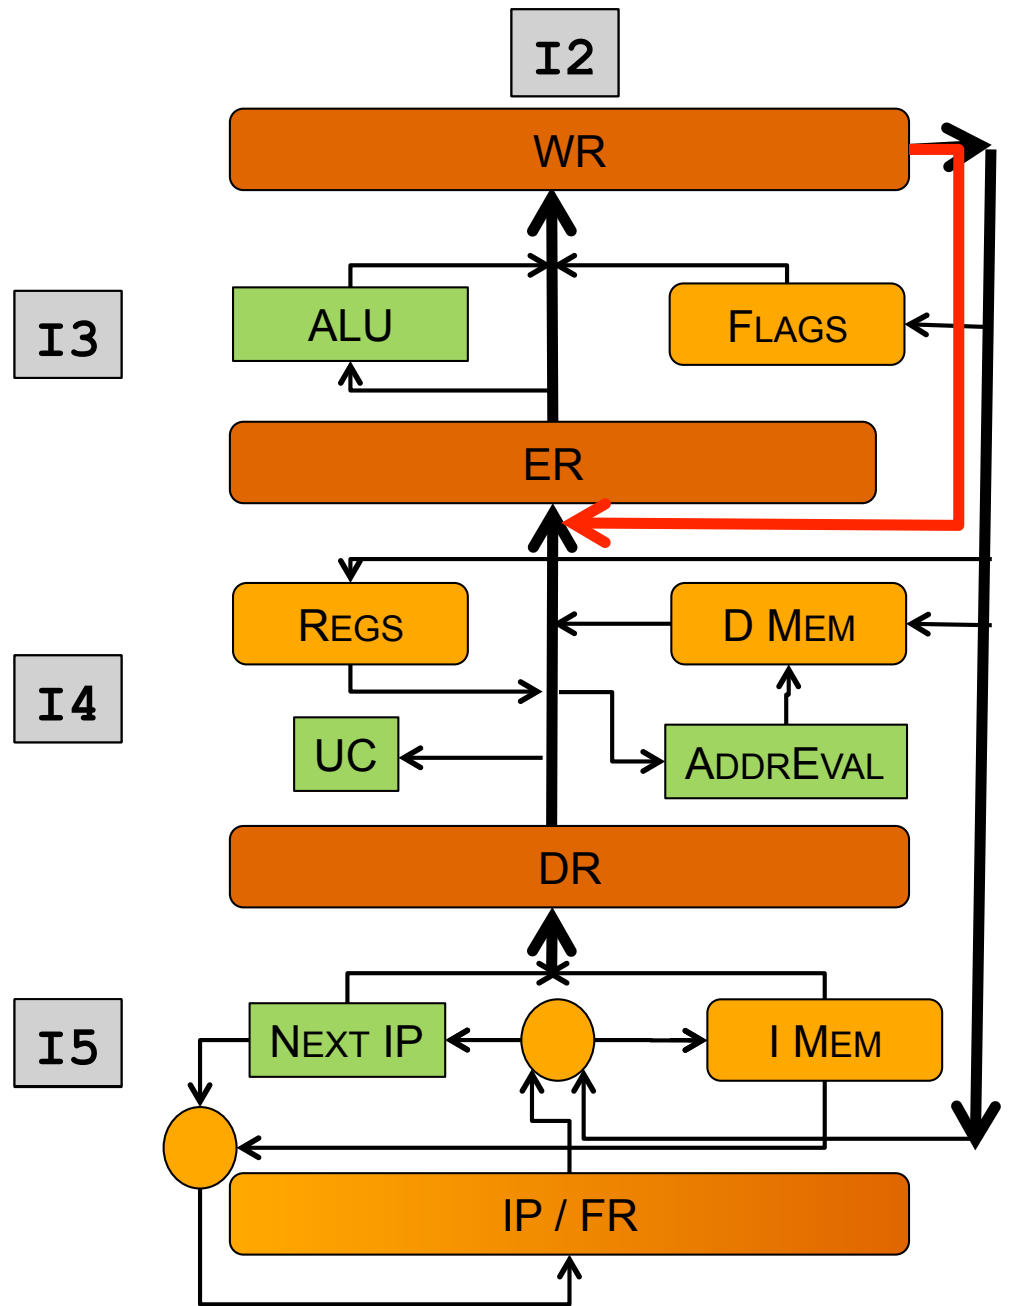 I2
WR
I3
ALU
FLAGS
ER
REGS
D MEM
I4
UC
ADDREVAL
DR
I5
NEXT IP
I MEM
IP / FR